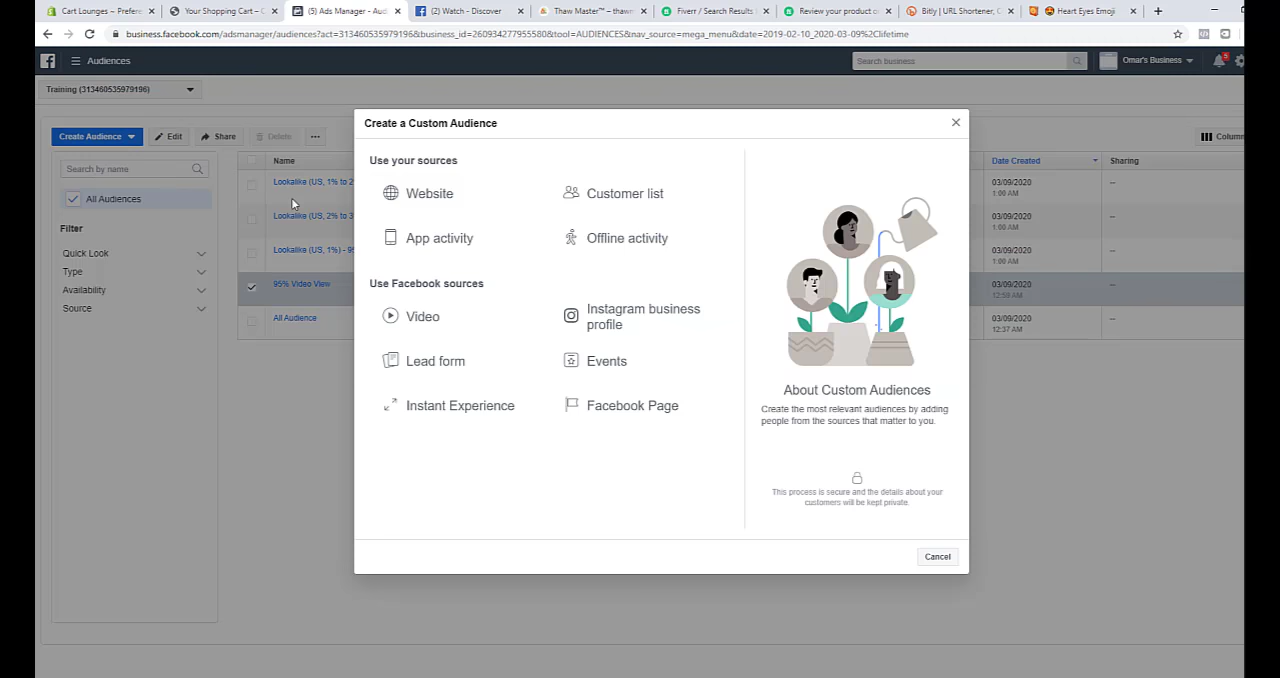 Cart Lounges ~ Prefere
Your Shopping Cart – C
(5) Ads Manager - Aud
(2) Watch - Discover
Thaw Master™ – thawn
Fiverr / Search Results
Review your product o
Bitly | URL Shortener, C
Heart Eyes Emoji
business.facebook.com/adsmanager/audiences?act=313460535979196&business_id=260934277955580&tool=AUDIENCES&nav_source=mega_menu&date=2019-02-10_2020-03-09%2Clifetime
Audiences
Search business
Omar's Business
5
Training (313460535979196)
Create Audience
Edit
Share
Delete
...
Column
Search by name
All Audiences
Filter
Quick Look
Type
Availability
Source
Name
Date Created
Sharing
Lookalike (US, 1% to 2
03/09/2020
1:00 AM
--
Lookalike (US, 2% to 3
03/09/2020
1:00 AM
--
Lookalike (US, 1%) - 95
03/09/2020
1:00 AM
--
95% Video View
03/09/2020
12:59 AM
--
All Audience
03/09/2020
12:37 AM
--
Create a Custom Audience
Use your sources
Website
Customer list
App activity
Offline activity
Use Facebook sources
Video
Instagram business
profile
Lead form
Events
Instant Experience
Facebook Page
About Custom Audiences
Create the most relevant audiences by adding
people from the sources that matter to you.
This process is secure and the details about your
customers will be kept private.
Cancel